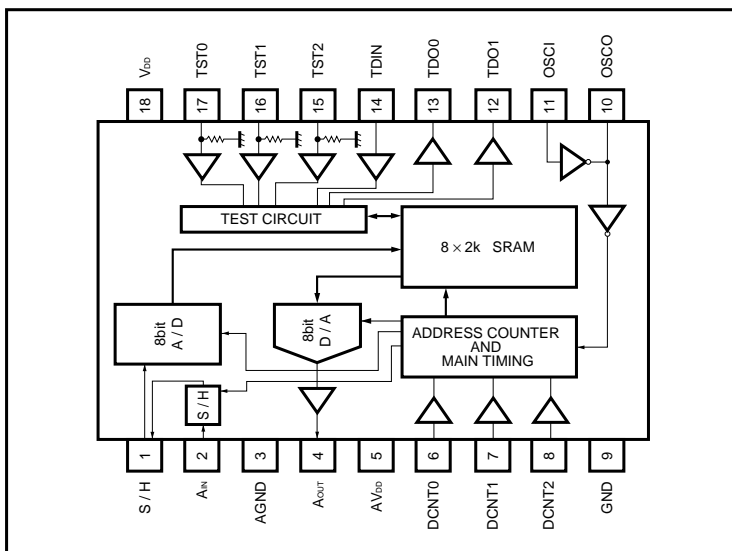 VDD
TST0
TST1
TST2
TDIN
TDO0
TDO1
OSCI
OSCO
18
17
16
15
14
13
12
11
10
TEST CIRCUIT
8 × 2k SRAM
8bit
A / D
8bit
D / A
ADDRESS COUNTER
AND
MAIN TIMING
S / H
1
2
3
4
5
6
7
8
9
S / H
AIN
AGND
AOUT
AVDD
DCNT0
DCNT1
DCNT2
GND